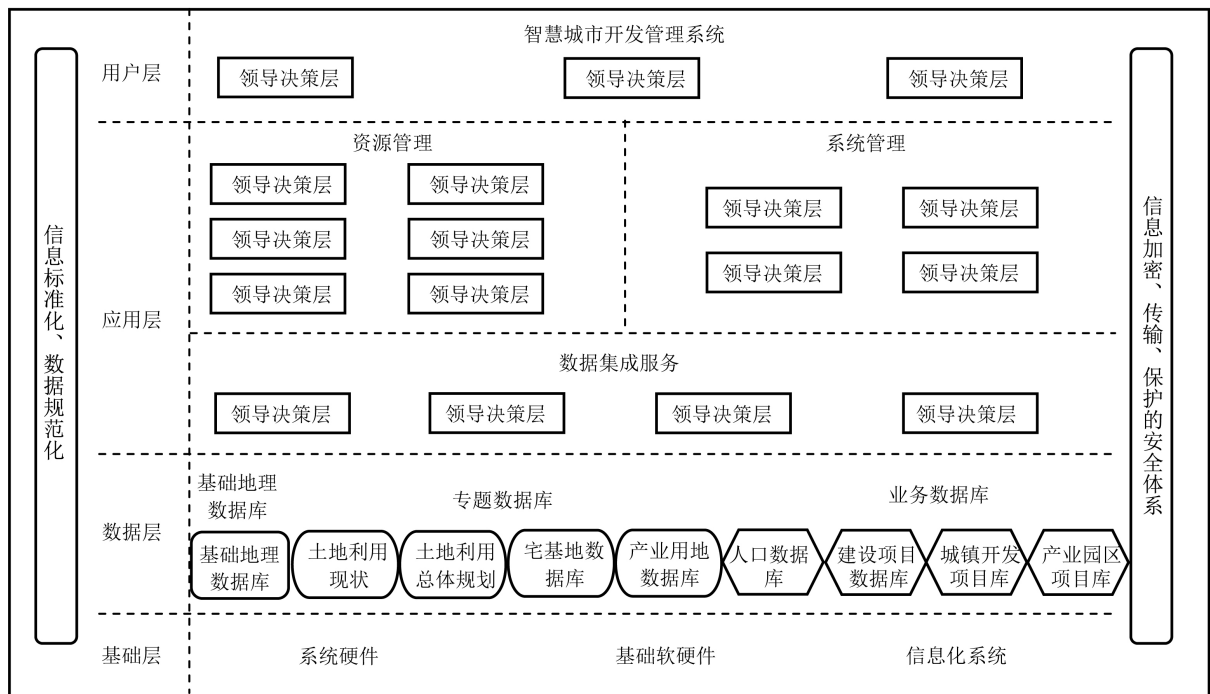 智慧城市开发管理系统
用户层
领导决策层
领导决策层
领导决策层
资源管理
系统管理
领导决策层
领导决策层
领导决策层
领导决策层
领导决策层
领导决策层
领导决策层
领导决策层
领导决策层
领导决策层
应用层
数据集成服务
领导决策层
领导决策层
领导决策层
领导决策层
数据层
基础地理
数据库
专题数据库
业务数据库
基础地理
数据库
土地利用
现状
土地利用
总体规划
宅基地数
据库
产业用地
数据库
人口数据
库
建设项目
数据库
城镇开发
项目库
产业园区
项目库
基础层
系统硬件
基础软硬件
信息化系统
信息标准化、数据规范化
信息加密、传输、保护的安全体系